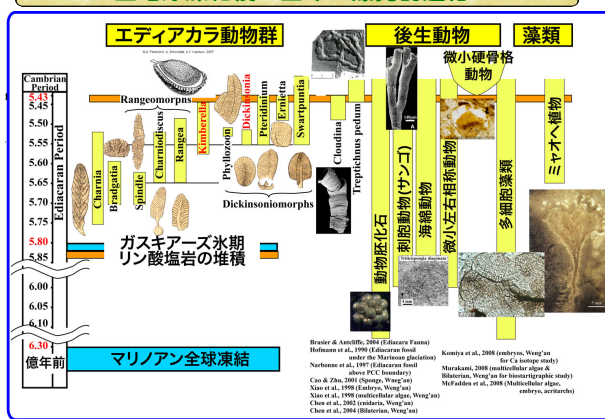 エディアカラ動物群
後生動物
藻類
微小硬骨格
動物
Cambrian
Period
5.43
5.45
5.55
5.65
5.75
5.80
5.85
6.00
6.10
6.30
億年前
Ediacaran Period
Rangeomorpns
Charnia
Bradgatia
Spindle
Charniodiscus
Rangea
Kimberella
Phyllozoon
Dickinsonia
Pteridinium
Ernietta
Swartpuntia
Dickinsoniomorphs
Cloudina
Treptichnus pedum
動物胚化石
刺胞動物(サンゴ)
海綿動物
微小左右相称動物
多細胞藻類
ミャオヘ植物
ガスキアーズ氷期
リン酸塩岩の堆積
マリノアン全球凍結
5 mm
Brasier & Antcliffe, 2004 (Ediacara Fauna)
Hofmann et al., 1990 (Ediacaran fossil
under the Marinoan glaciation)
Narbonne et al., 1997 (Ediacaran fossil
above PCC boundary)
Cao & Zhu, 2001 (Sponge, Wneg'an)
Xiao et al., 1998 (Embryo, Weng'an)
Xiao et al., 1998 (multicellular algae, Weng'an)
Chen et al., 2002 (cnidaria, Weng'an)
Chen et al., 2004 (Bilaterian, Weng'an)
Komiya et al., 2008 (embryos, Weng'an
for Ca isotope study)
Murakami, 2008 (multicellular algae &
Bilaterian, Weng'an for biostartigraphic study)
McFadden et al., 2008 (Multicellular algae,
embryo, acritarchs)